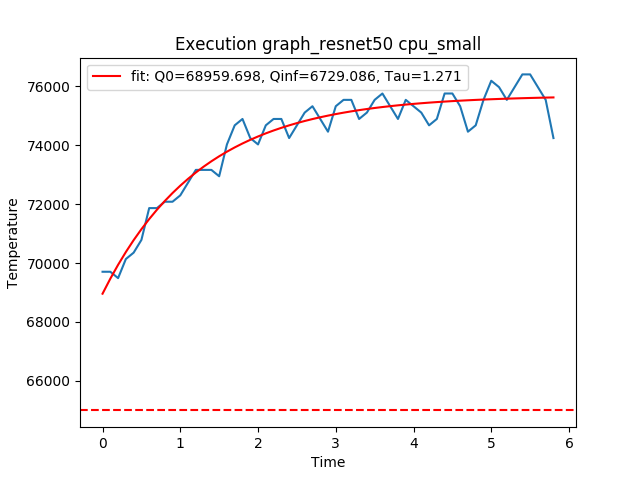 Execution graph_resnet50 cpu_small
fit: Q0=68959.698, Qinf=6729.086, Tau=1.271
76000
74000
72000
70000
68000
66000
Temperature
0 1 2 3 4 5 6
Time